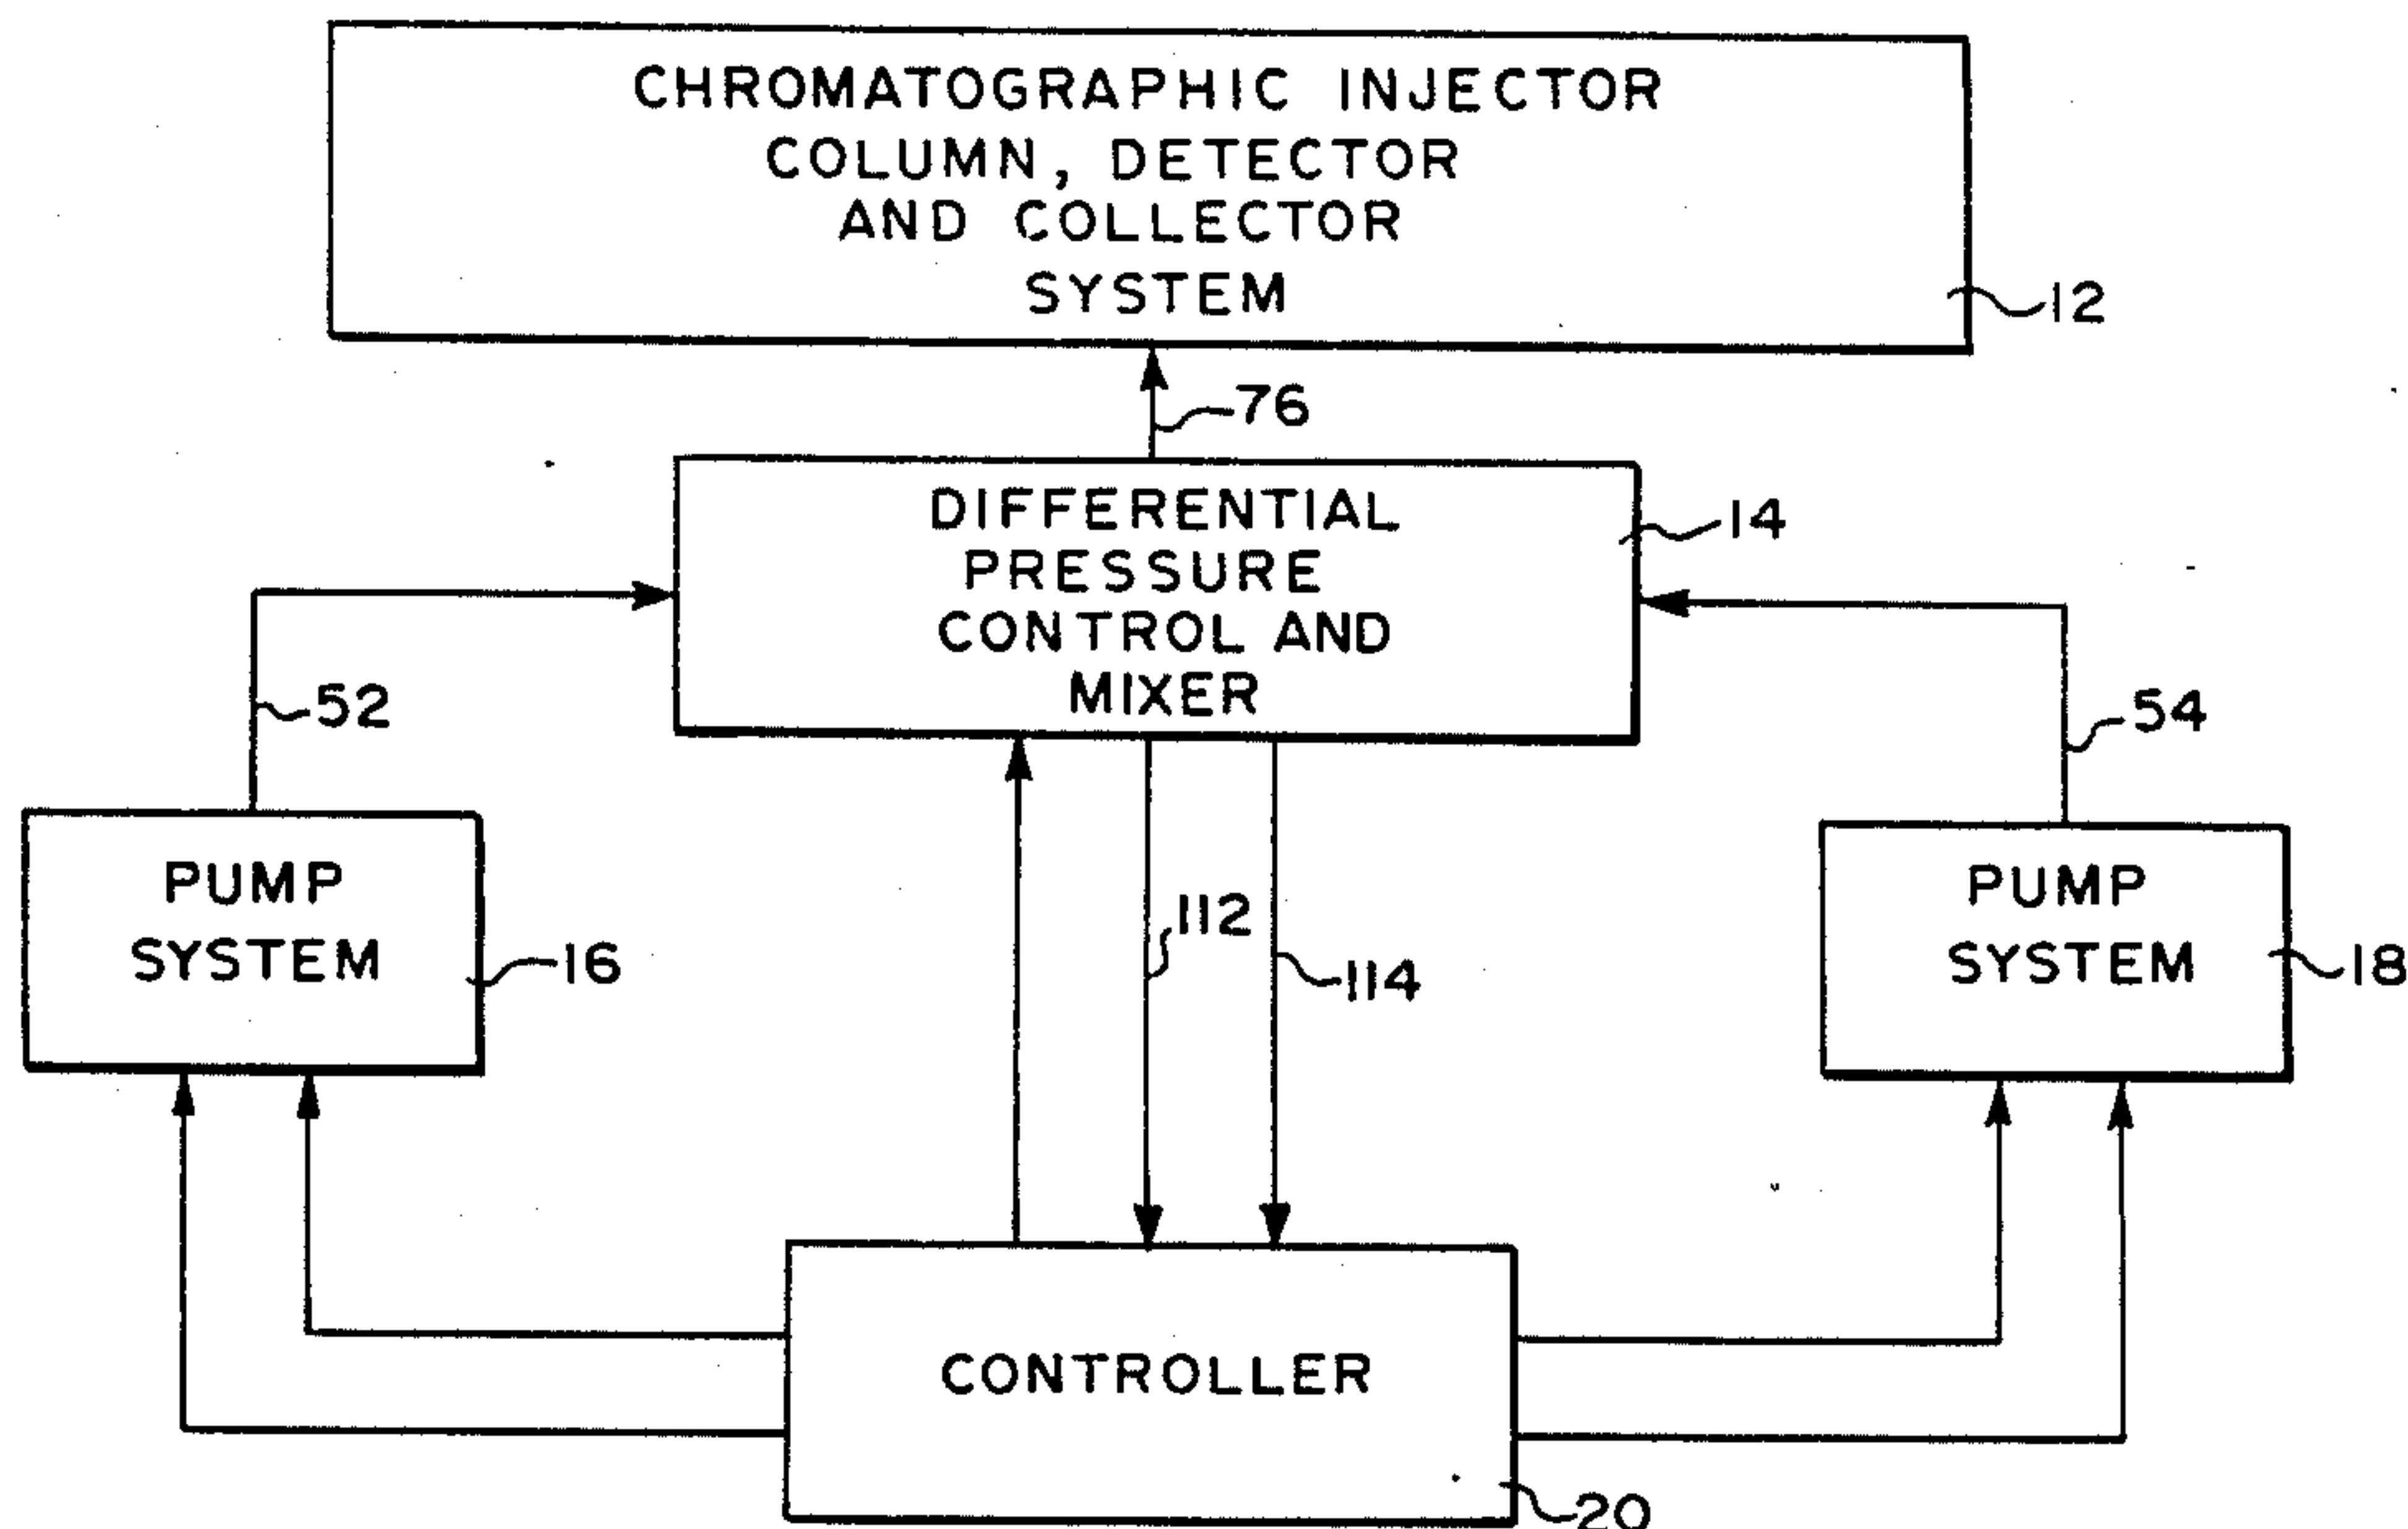 CHROMATOGRAPHIC INJECTOR
COLUMN, DETECTOR
AND COLLECTOR
SYSTEM
12
76
DIFFERENTIAL
PRESSURE
CONTROL AND
MIXER
14
52
54
PUMP
SYSTEM
16
112
114
PUMP
SYSTEM
18
CONTROLLER
20